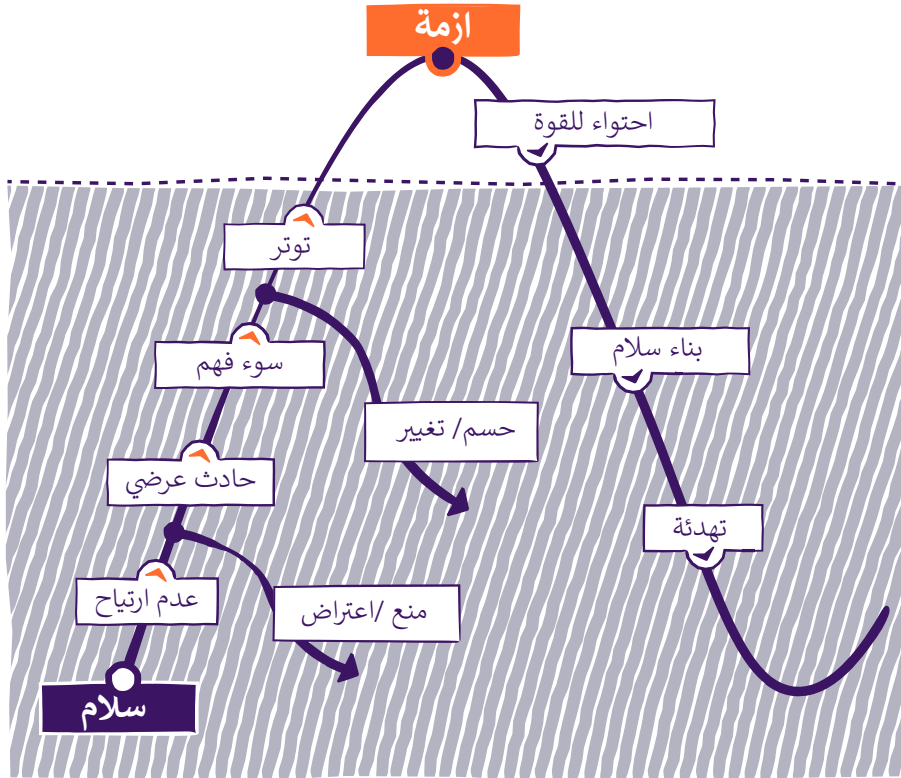 ازمة
احتواء للقوة
توتر
سوء فهم
بناء سلام
حسم/ تغيير
حادث عرضي
تهدئة
عدم ارتياح
منع /اعتراض
سلام